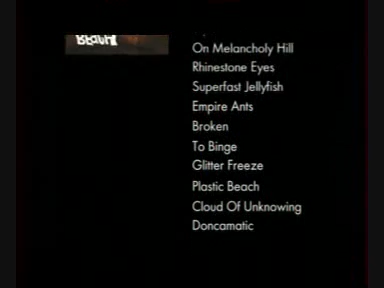 On Melancholy Hill
Rhinestone Eyes
Superfast Jellyfish
Empire Ants
Broken
To Binge
Glitter Freeze
Plastic Beach
Cloud Of Unknowing
Doncamatic